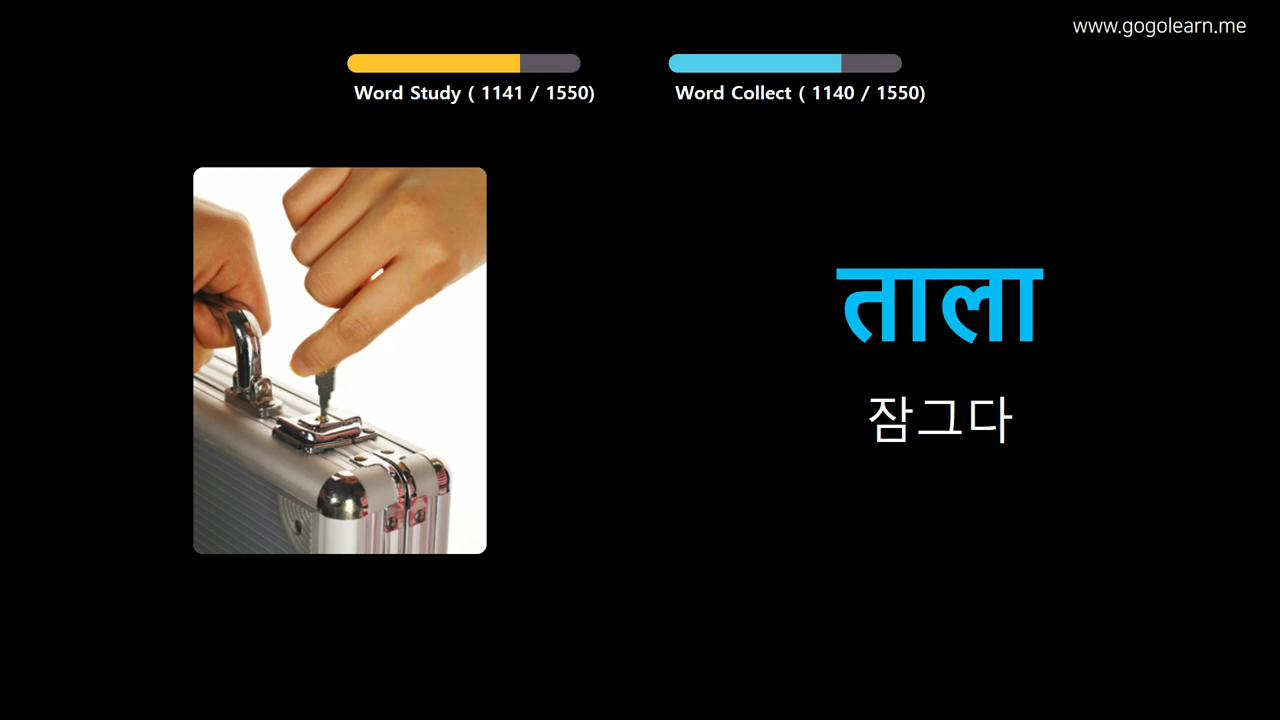 www.gogolearn.me
Word Study ( 1141 / 1550)
Word Collect ( 1140 / 1550)
ताला
잠그다